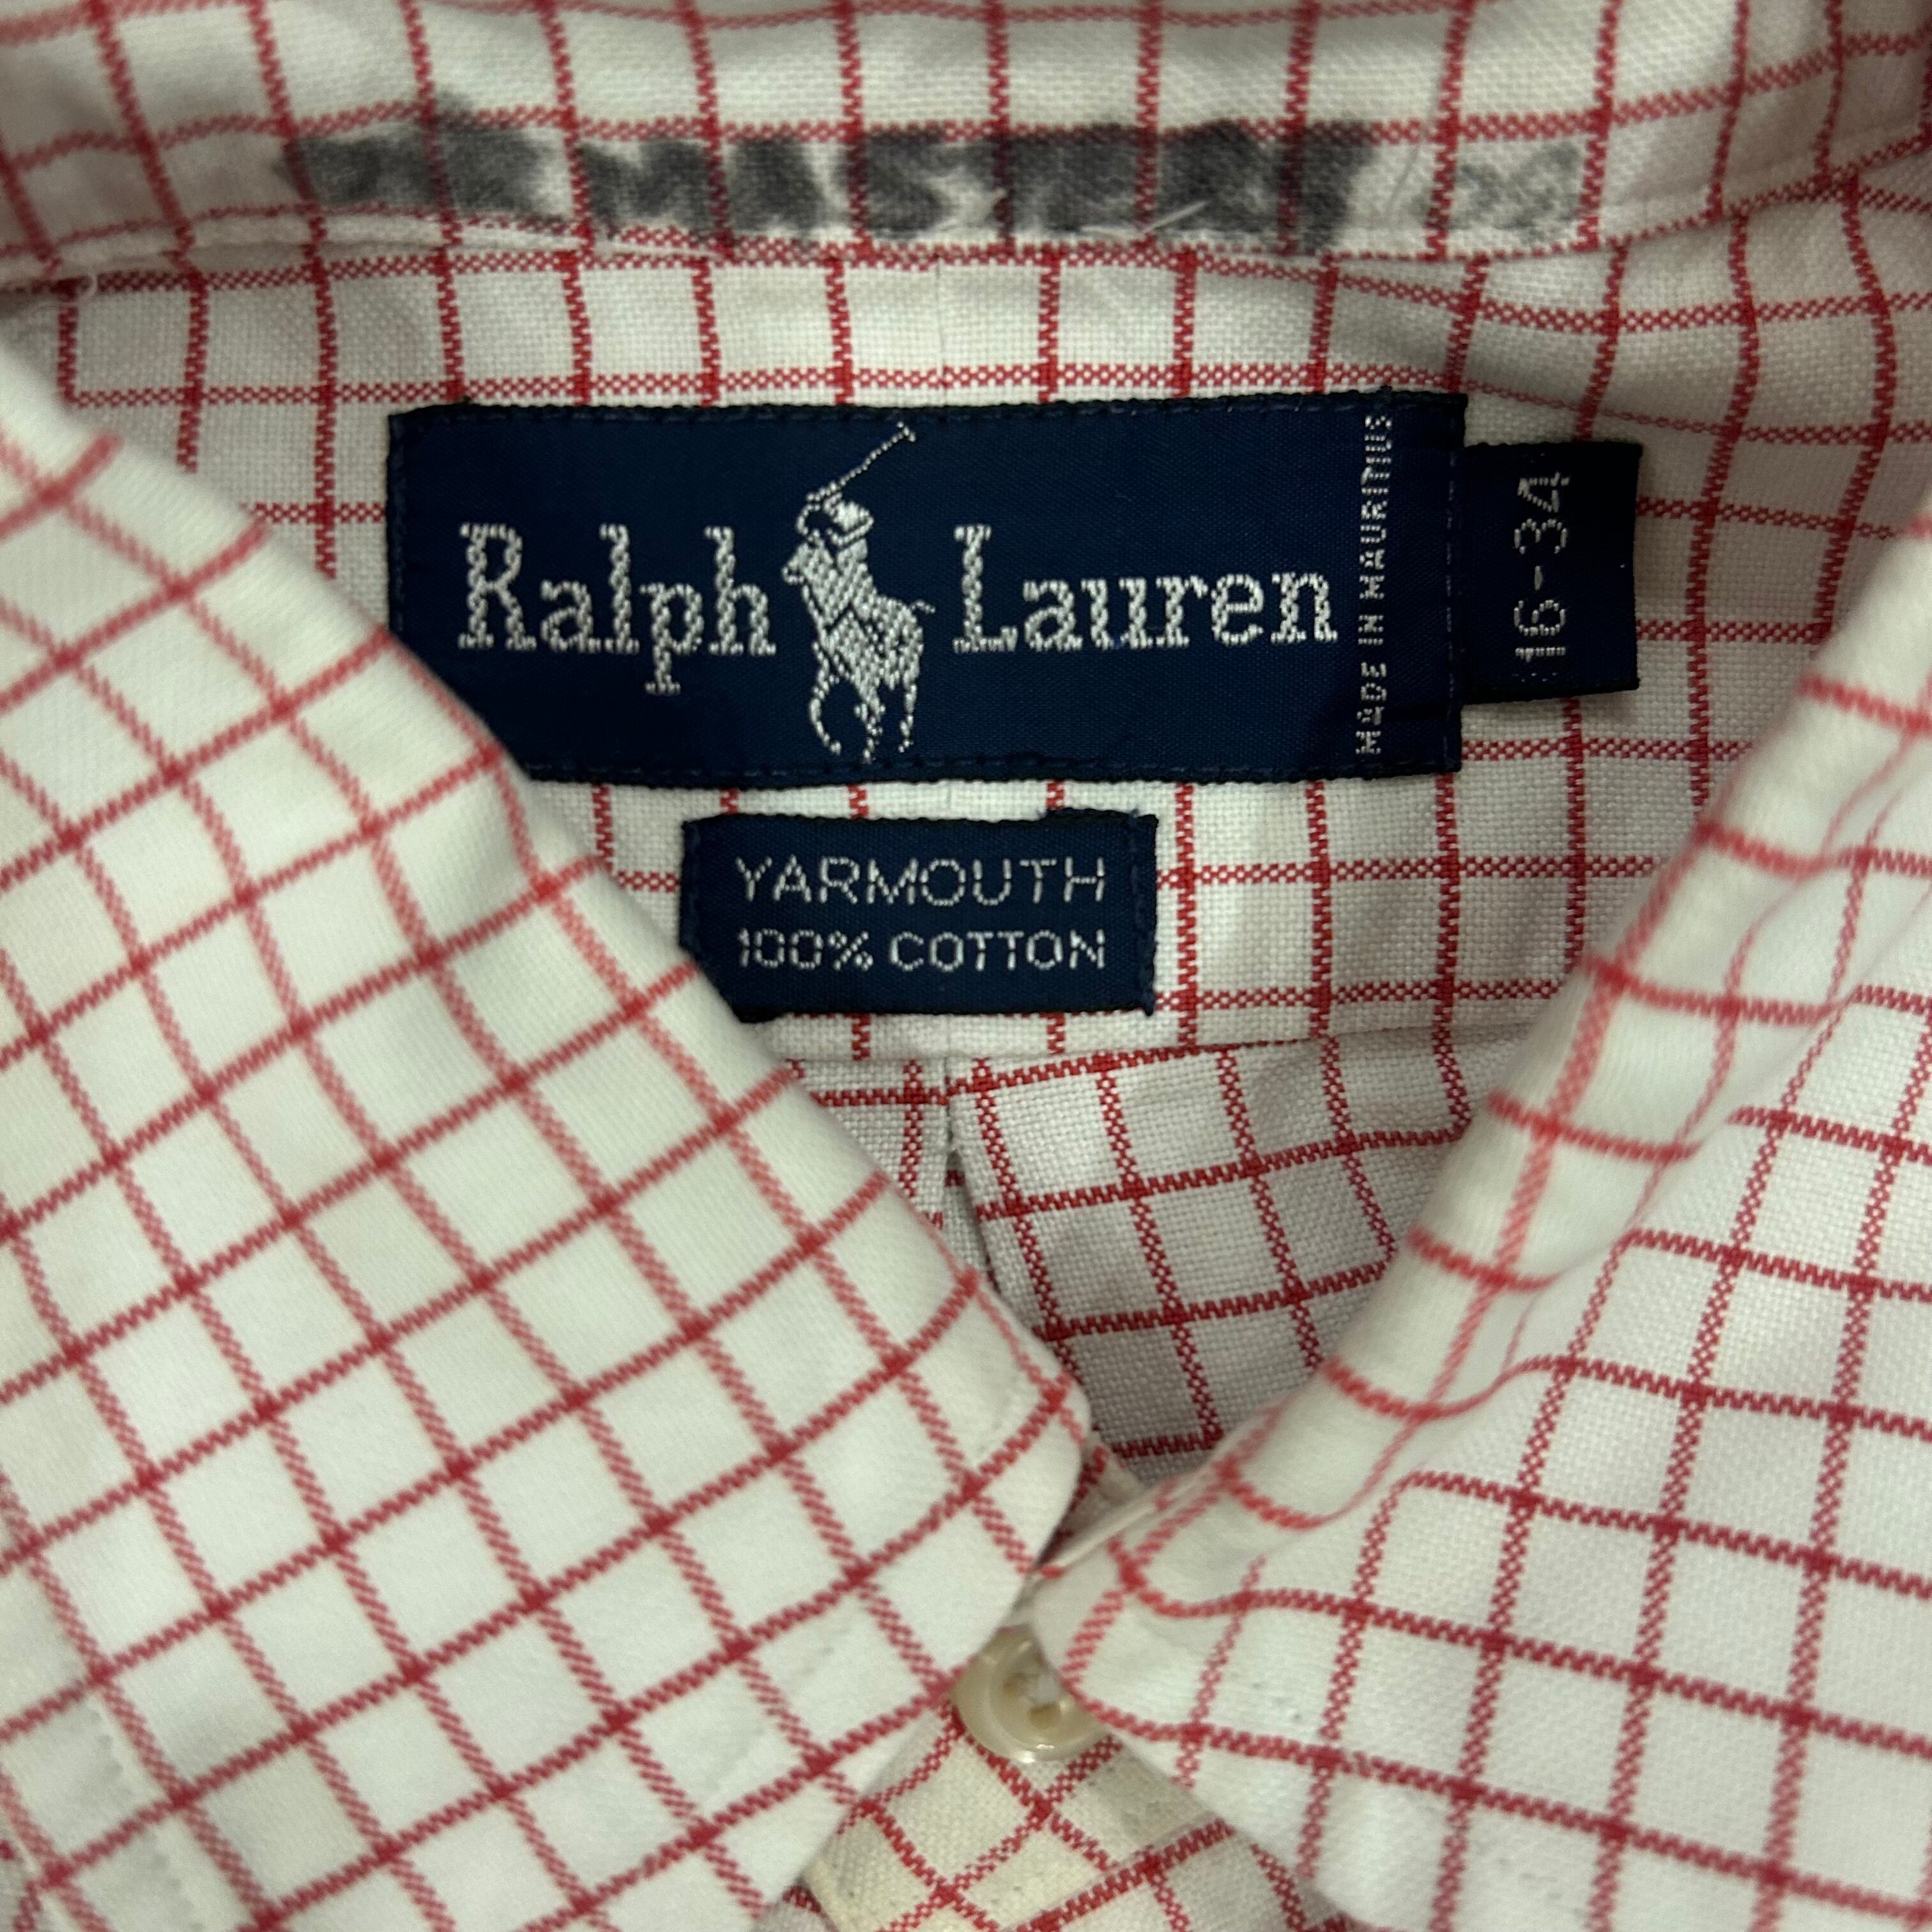 Ralph Lauren
MADE IN MAURITIUS
16-34
YARMOUTH
100% COTTON